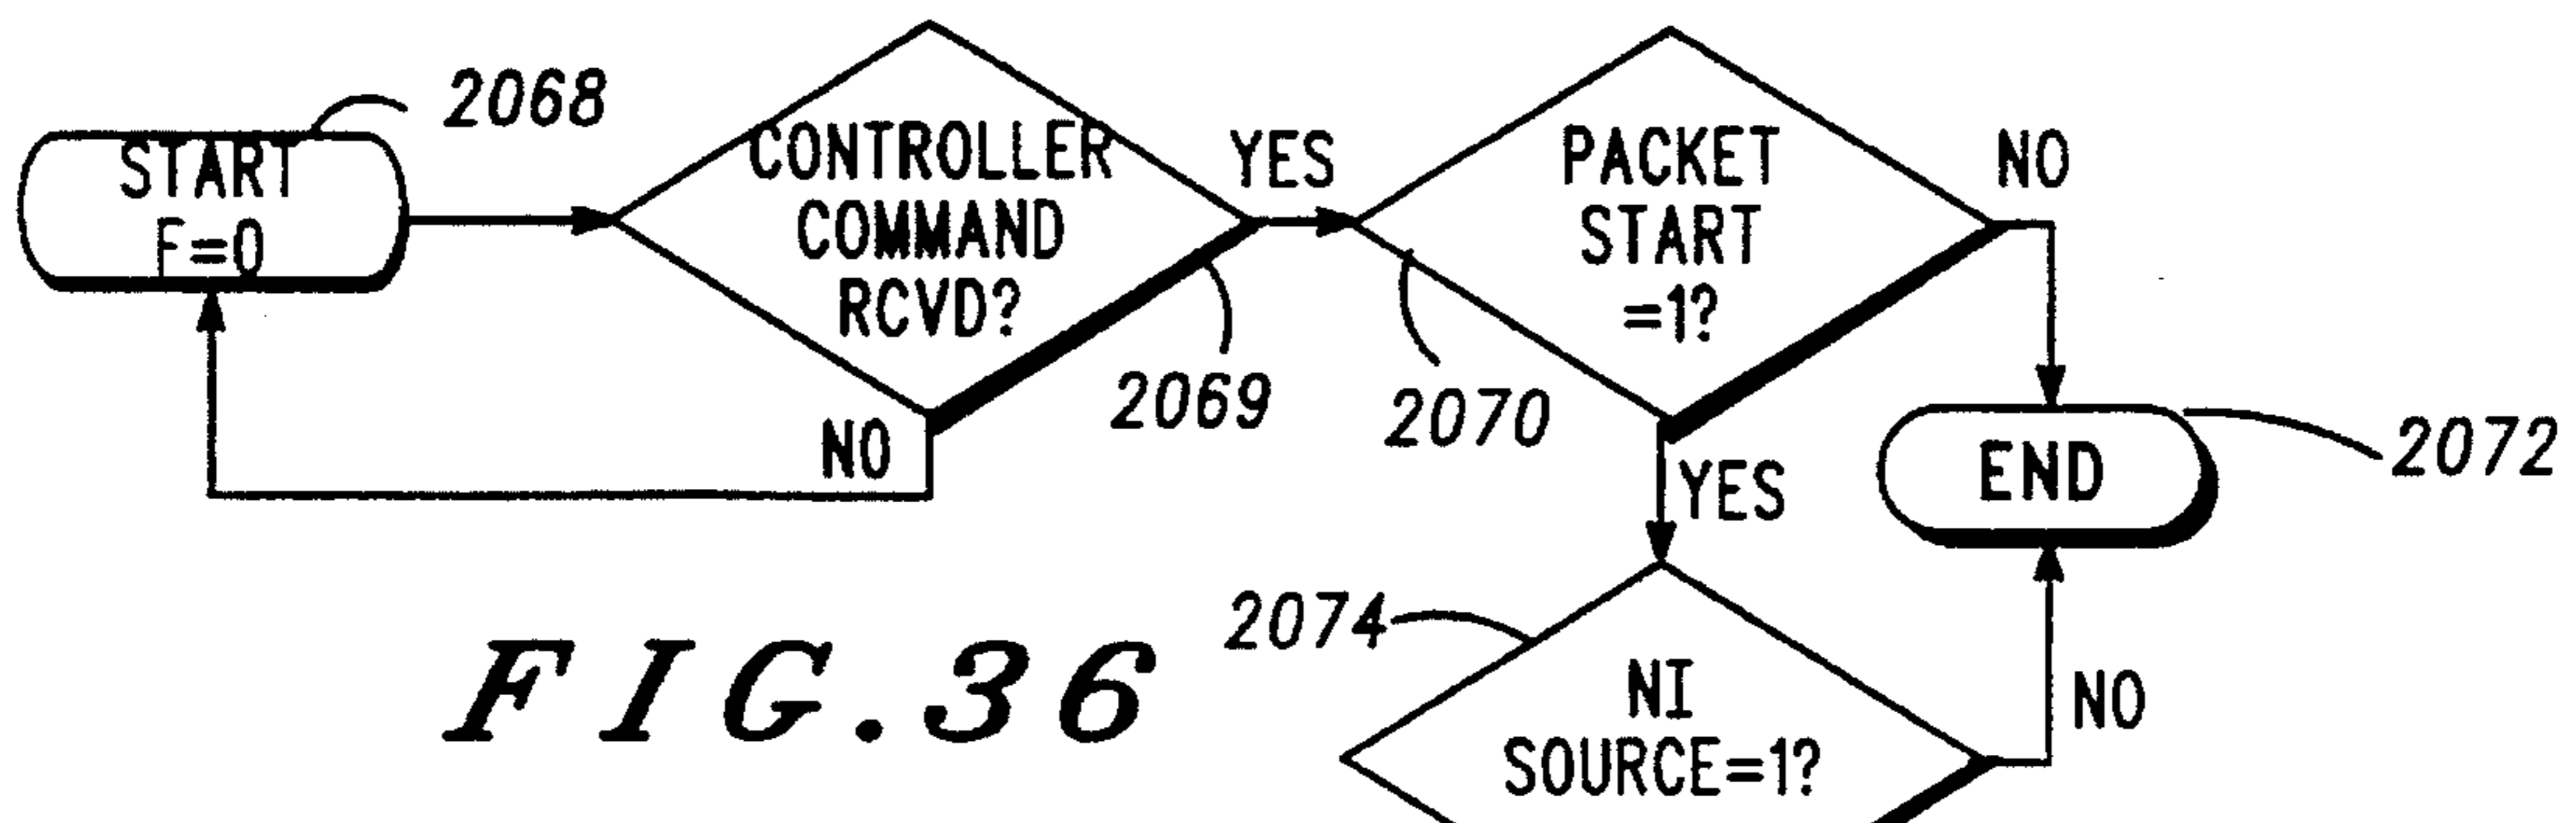 2068
START
F=0
CONTROLLER
COMMAND
RCVD?
YES
2069
NO
PACKET
START
=1?
NO
2070
YES
END
2072
2074
NI
SOURCE=1?
NO
FIG.36